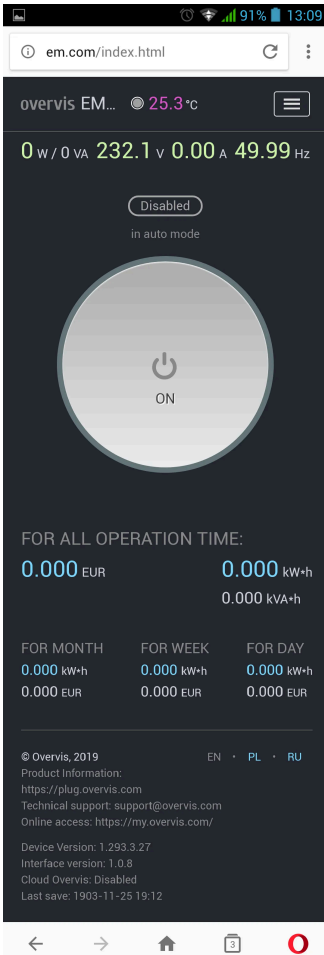 91% 13:09
em.com/index.html
overvis EM... 25.3 °C
0 W / 0 VA 232.1 V 0.00 A 49.99 Hz
Disabled
in auto mode
ON
FOR ALL OPERATION TIME:
0.000 EUR 0.000 kW*h
0.000 kVA*h
FOR MONTH FOR WEEK FOR DAY
0.000 kW*h 0.000 kW*h 0.000 kW*h
0.000 EUR 0.000 EUR 0.000 EUR
© Overvis, 2019 EN • PL • RU
Product Information:
https://plug.overvis.com
Technical support: support@overvis.com
Online access: https://my.overvis.com/
Device Version: 1.293.3.27
Interface version: 1.0.8
Cloud Overvis: Disabled
Last save: 1903-11-25 19:12
3